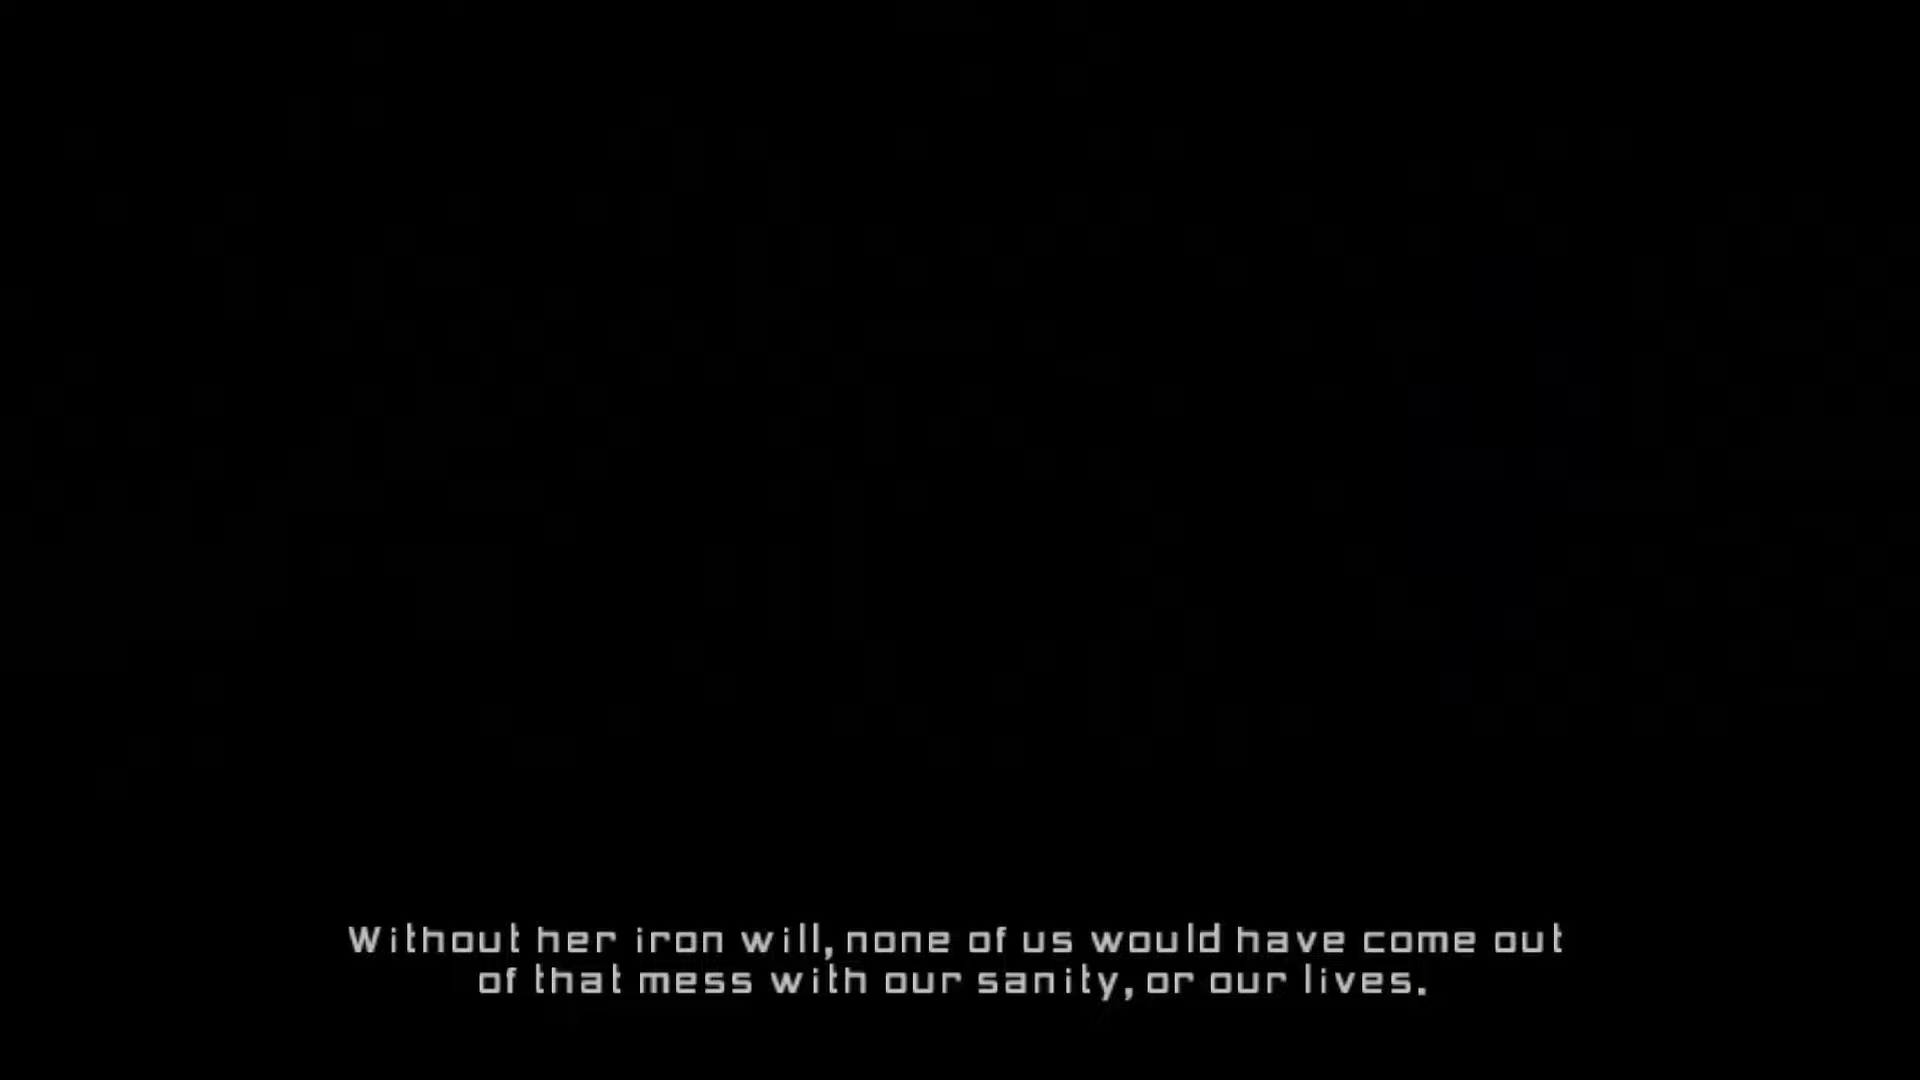 Without her iron will, none of us would have come out
of that mess with our sanity, or our lives.